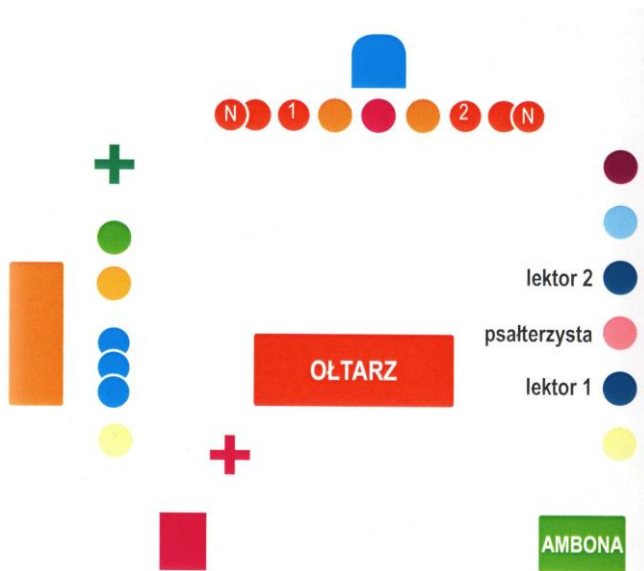 N 1 2 N
lektor 2
psałterzysta
OŁTARZ
lektor 1
AMBONA